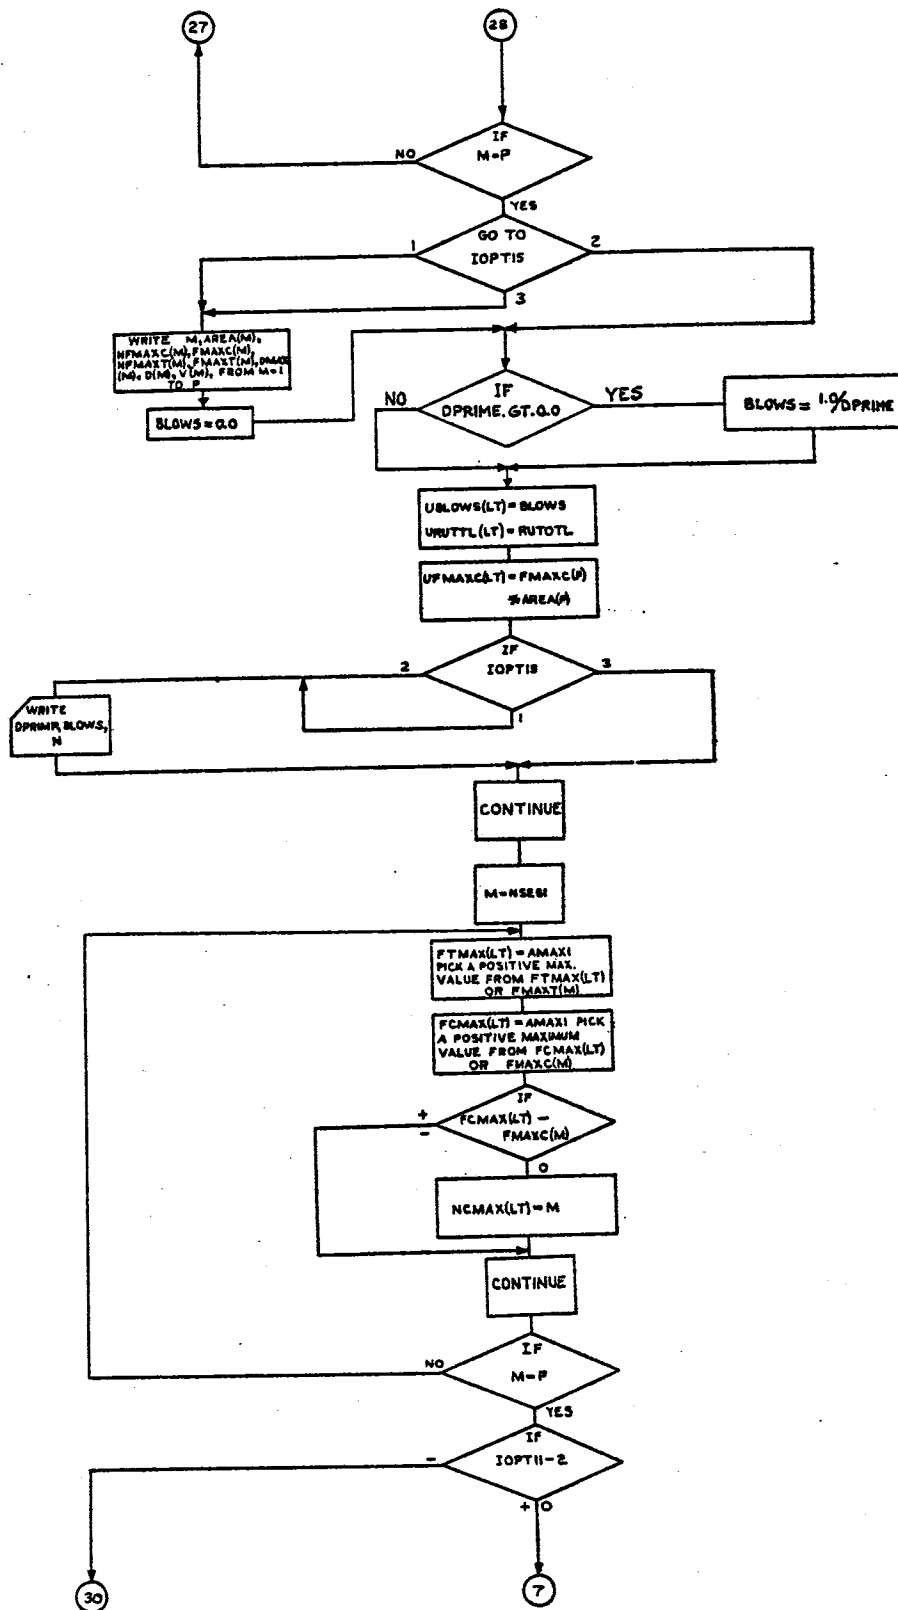 27
28
IF
M=P
NO
YES
GO TO
IOPT15
1
2
3
WRITE M, AREA(M),
NFMAXC(M), FMAXC(M),
NFMAXT(M), FMAXT(M), DMAX
(M), D(M), V(M), FROM M=1
TO P
BLOWS = 0.0
IF
DPRIME.GT.0.0
NO
YES
BLOWS = 1.0/DPRIME
UBLOWS(LT)=BLOWS
URUTTL(LT)=RUTOTL
UFMAXC(LT)=FMAXC(P)
*AREA(P)
IF
IOPT15
2
3
1
WRITE
DPRIMP, BLOWS,
N
CONTINUE
M=NSEG1
FTMAX(LT)=AMAX1
PICK A POSITIVE MAX.
VALUE FROM FTMAX(LT)
OR FMAXT(M)
FCMAX(LT)=AMAX1 PICK
A POSITIVE MAXIMUM
VALUE FROM FCMAX(LT)
OR FMAXC(M)
IF
FCMAX(LT)-
FMAXC(M)
+
-
0
NCMAX(LT)=M
CONTINUE
IF
M=P
NO
YES
IF
IOPT11-2
-
+ 0
30
7